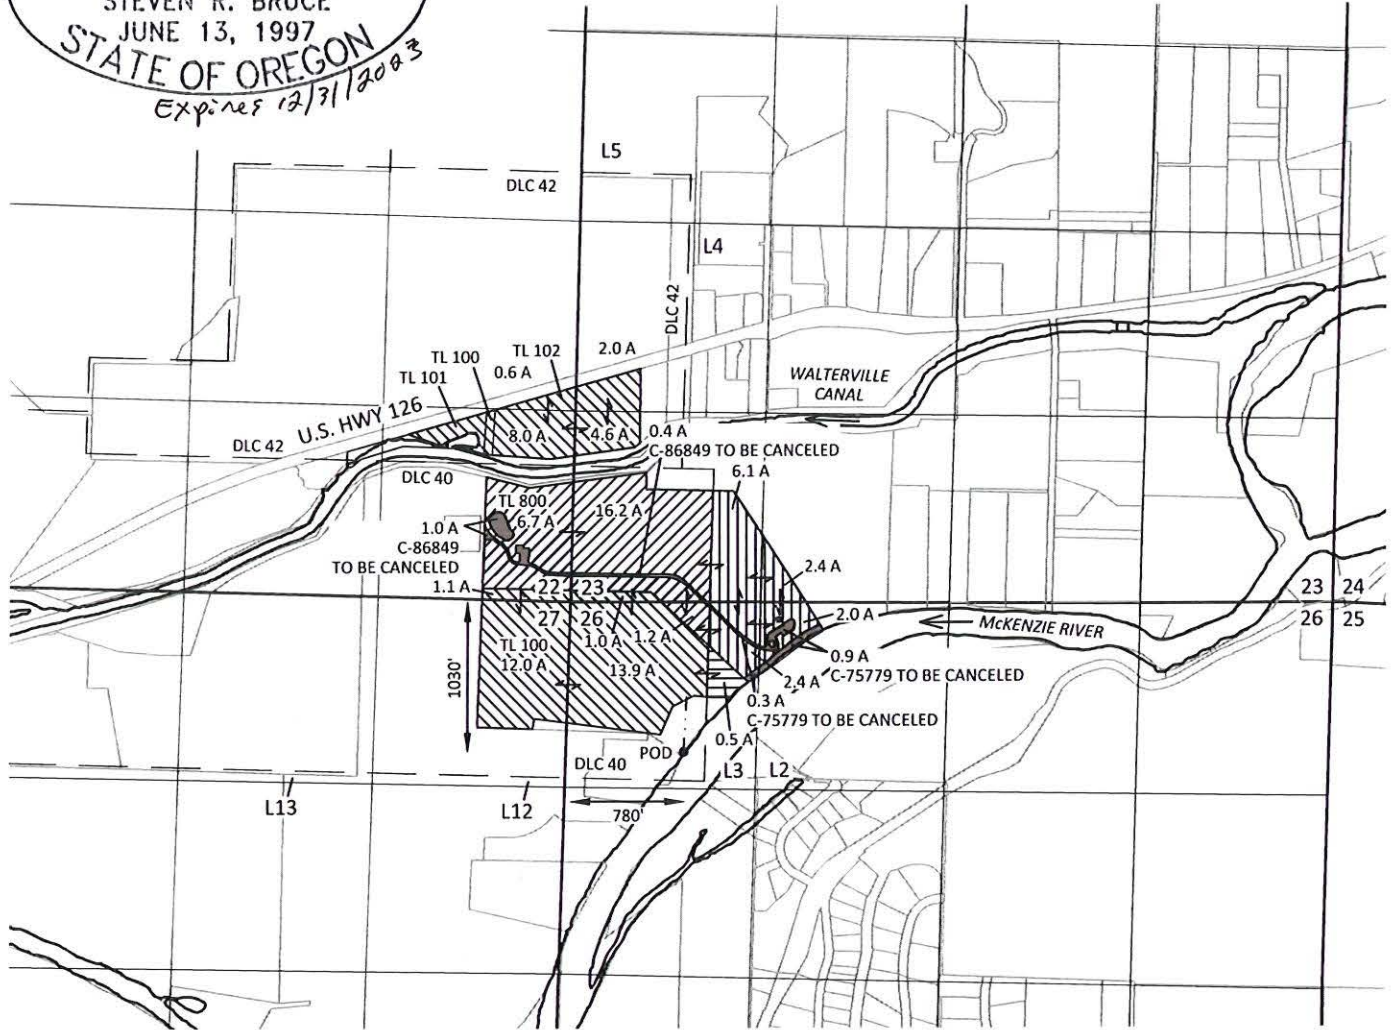 STEVEN R. BRUCE
JUNE 13, 1997
STATE OF OREGON
Expires 12/31/2023
L5
DLC 42
L4
DLC 42
TL 100
TL 102
2.0 A
TL 101
0.6 A
WALTERVILLE
CANAL
U.S. HWY 126
8.0 A
4.6 A
0.4 A
C-86849 TO BE CANCELED
DLC 42
DLC 40
6.1 A
TL 800
6.7 A
16.2 A
1.0 A
C-86849
TO BE CANCELED
2.4 A
1.1 A
22
23
23
24
27
26
26
25
2.0 A
McKENZIE RIVER
1.0 A
1.2 A
TL 100
12.0 A
13.9 A
0.9 A
C-75779 TO BE CANCELED
2.4 A
0.3 A
C-75779 TO BE CANCELED
1030'
0.5 A
POD
DLC 40
L3
L2
L13
L12
780'